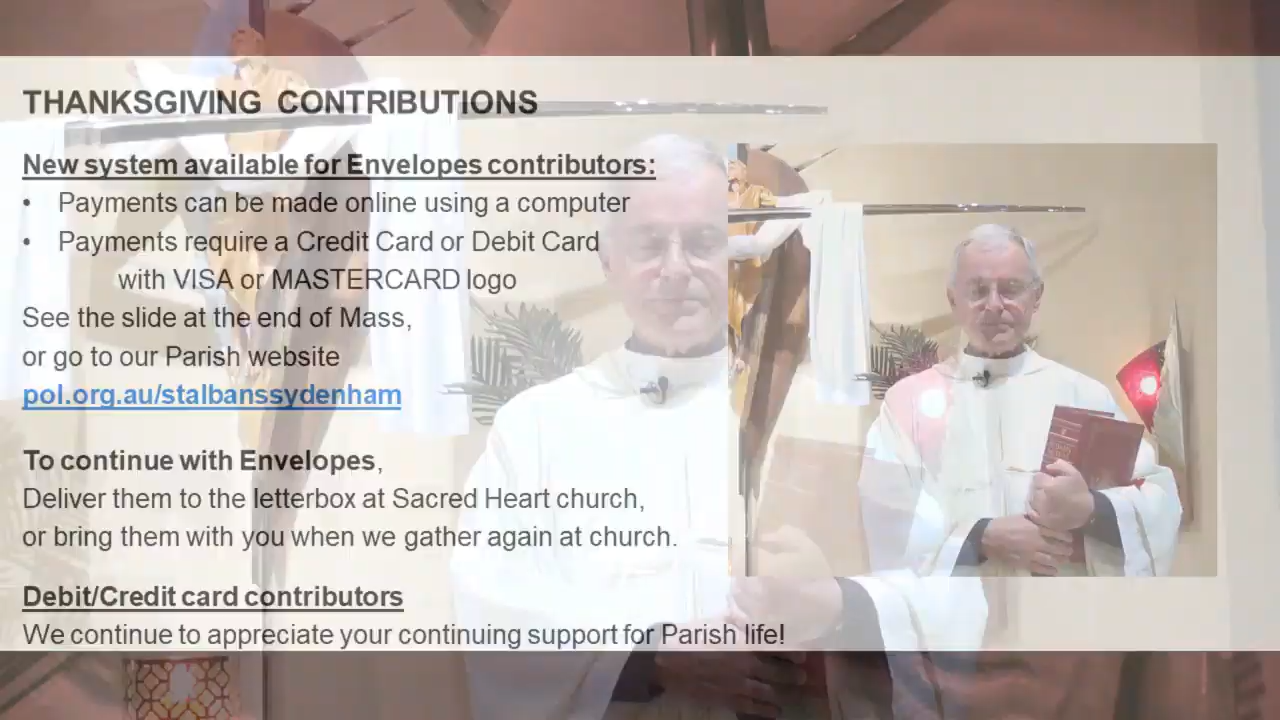 THANKSGIVING CONTRIBUTIONS
New system available for Envelopes contributors:
• Payments can be made online using a computer
• Payments require a Credit Card or Debit Card
with VISA or MASTERCARD logo
See the slide at the end of Mass,
or go to our Parish website
pol.org.au/stalbanssydenham
To continue with Envelopes,
Deliver them to the letterbox at Sacred Heart church,
or bring them with you when we gather again at church.
Debit/Credit card contributors
We continue to appreciate your continuing support for Parish life!